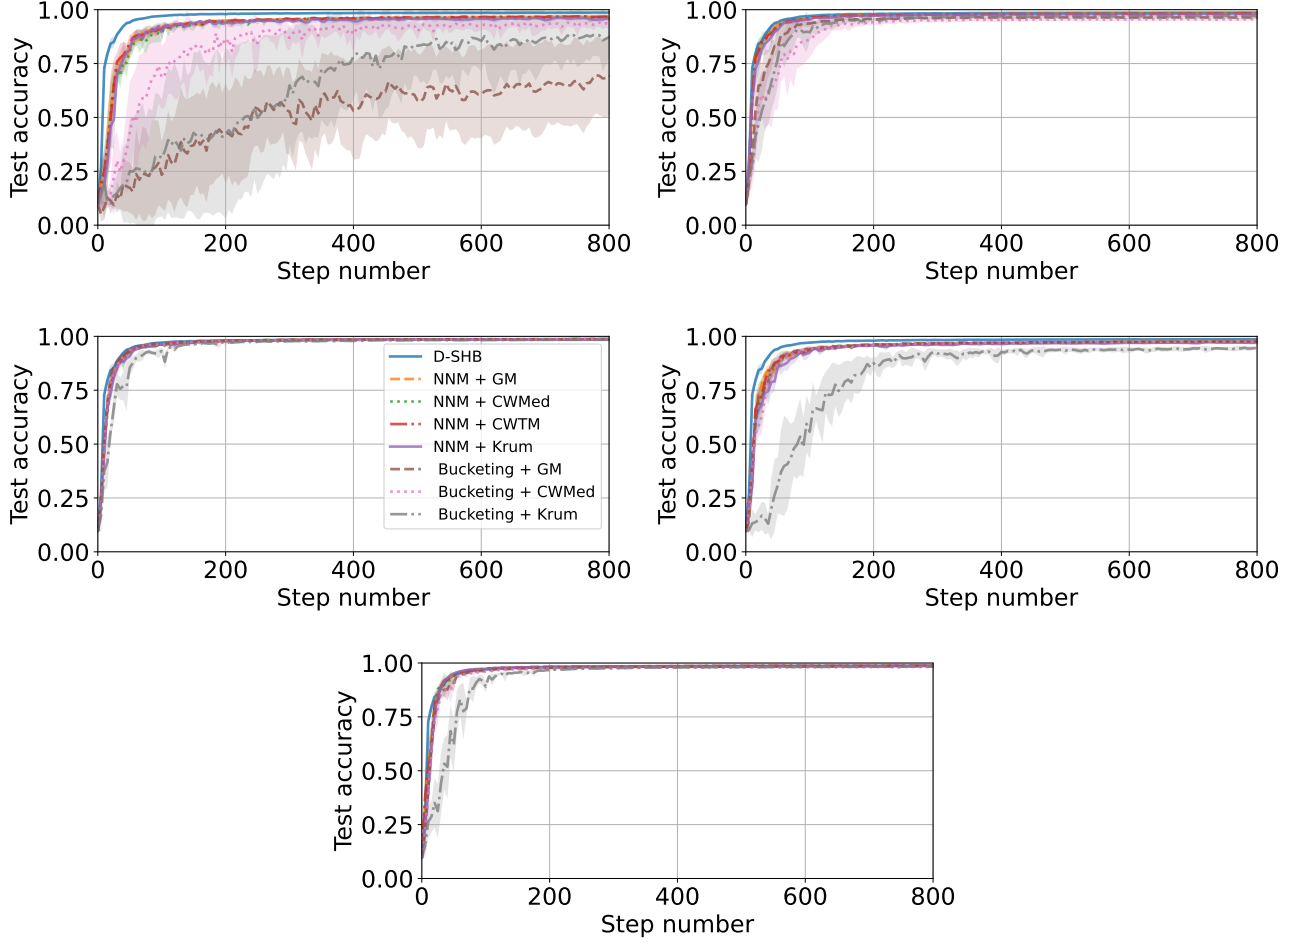 1.00
0.75
0.50
0.25
0.00
Test accuracy
0 200 400 600 800
Step number
1.00
0.75
0.50
0.25
0.00
Test accuracy
0 200 400 600 800
Step number
1.00
0.75
0.50
0.25
0.00
Test accuracy
D-SHB
NNM + GM
NNM + CWMed
NNM + CWTM
NNM + Krum
Bucketing + GM
Bucketing + CWMed
Bucketing + Krum
0 200 400 600 800
Step number
1.00
0.75
0.50
0.25
0.00
Test accuracy
0 200 400 600 800
Step number
1.00
0.75
0.50
0.25
0.00
Test accuracy
0 200 400 600 800
Step number